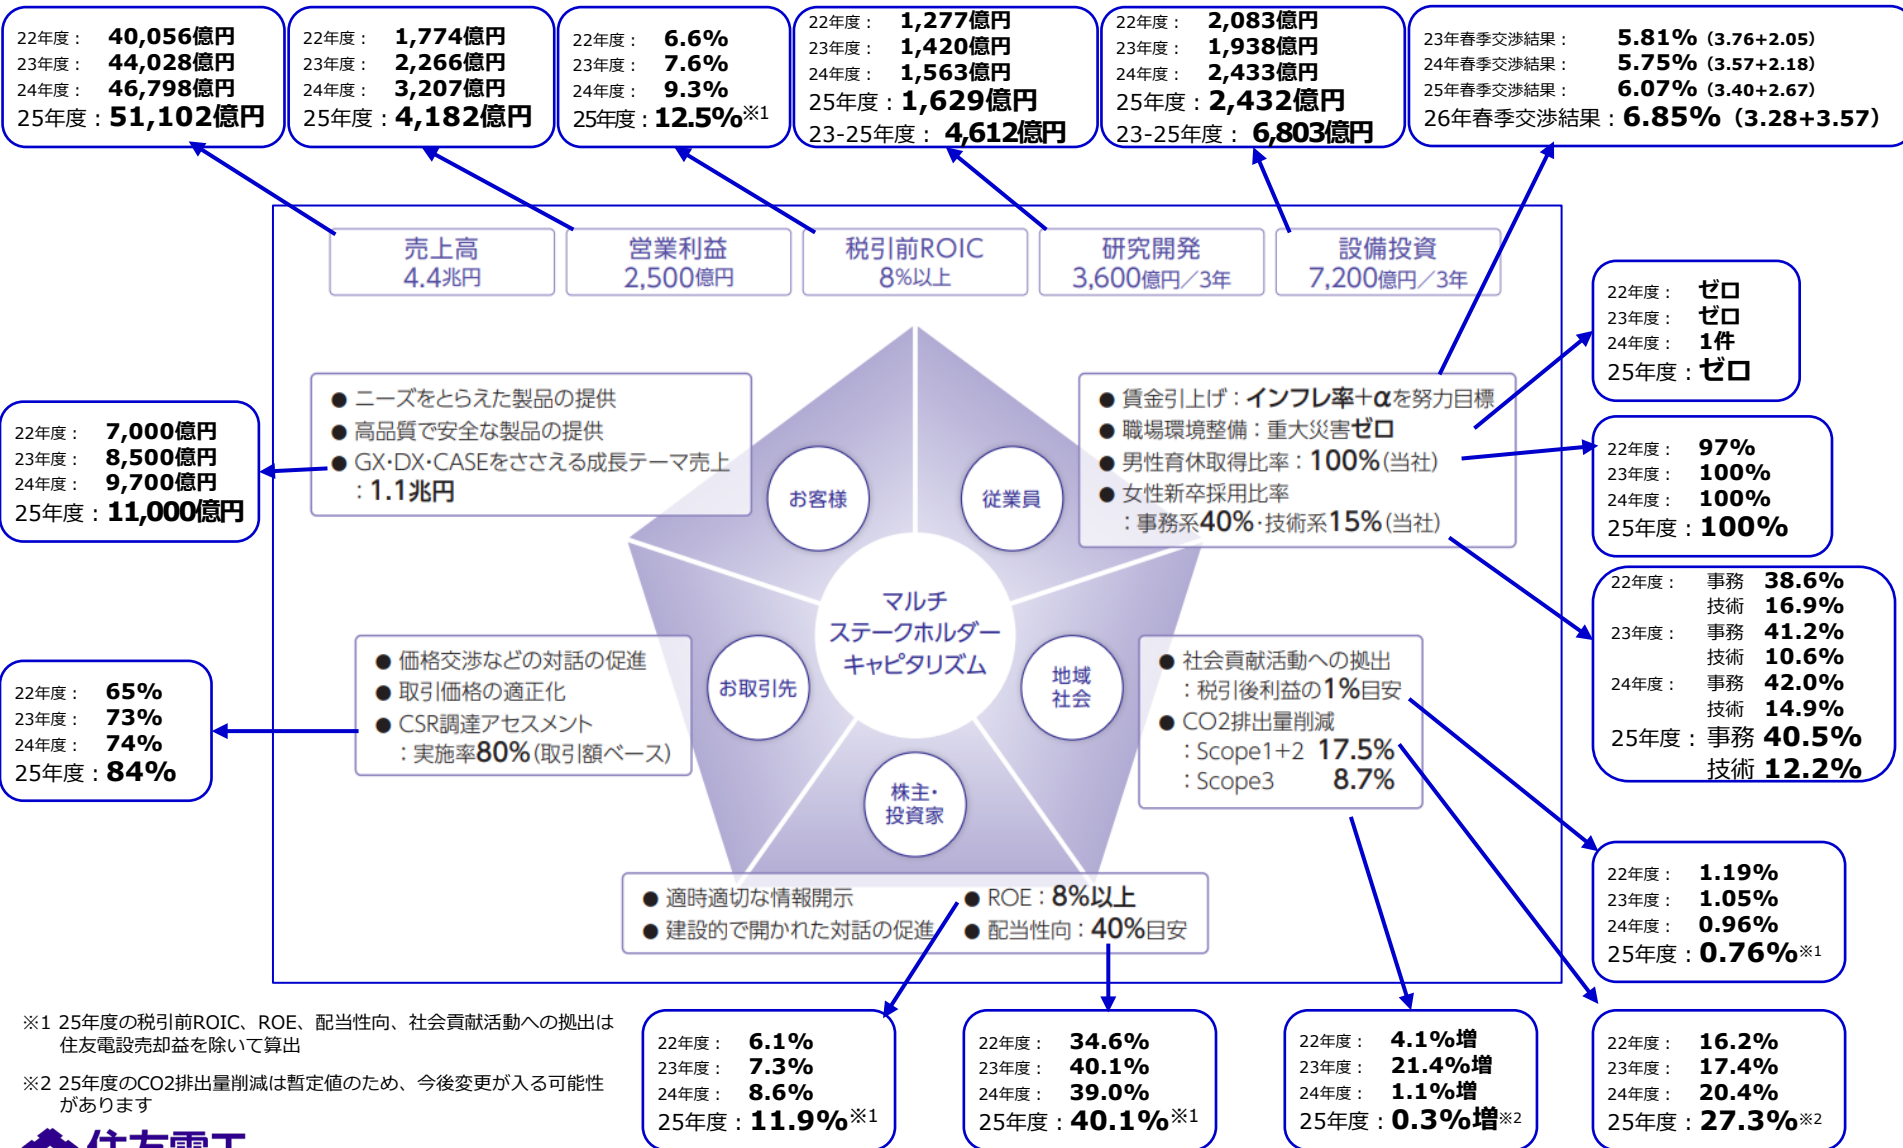 22年度： 40,056億円
23年度： 44,028億円
24年度： 46,798億円
25年度：51,102億円
22年度： 1,774億円
23年度： 2,266億円
24年度： 3,207億円
25年度：4,182億円
22年度： 6.6%
23年度： 7.6%
24年度： 9.3%
25年度：12.5%※1
22年度： 1,277億円
23年度： 1,420億円
24年度： 1,563億円
25年度：1,629億円
23-25年度： 4,612億円
22年度： 2,083億円
23年度： 1,938億円
24年度： 2,433億円
25年度：2,432億円
23-25年度： 6,803億円
23年春季交渉結果： 5.81%（3.76+2.05）
24年春季交渉結果： 5.75%（3.57+2.18）
25年春季交渉結果： 6.07%（3.40+2.67）
26年春季交渉結果：6.85%（3.28+3.57）
売上高
4.4兆円
営業利益
2,500億円
税引前ROIC
8%以上
研究開発
3,600億円／3年
設備投資
7,200億円／3年
22年度： ゼロ
23年度： ゼロ
24年度： 1件
25年度：ゼロ
● ニーズをとらえた製品の提供
● 高品質で安全な製品の提供
● GX・DX・CASEをささえる成長テーマ売上
：1.1兆円
● 賃金引上げ：インフレ率+αを努力目標
● 職場環境整備：重大災害ゼロ
● 男性育休取得比率：100%(当社)
● 女性新卒採用比率
：事務系40%・技術系15%(当社)
22年度： 7,000億円
23年度： 8,500億円
24年度： 9,700億円
25年度：11,000億円
22年度： 97%
23年度： 100%
24年度： 100%
25年度：100%
お客様
従業員
マルチ
ステークホルダー
キャピタリズム
22年度： 事務 38.6%
技術 16.9%
23年度： 事務 41.2%
技術 10.6%
24年度： 事務 42.0%
技術 14.9%
25年度：事務 40.5%
技術 12.2%
● 価格交渉などの対話の促進
● 取引価格の適正化
● CSR調達アセスメント
：実施率80%(取引額ベース)
お取引先
地域
社会
● 社会貢献活動への拠出
：税引後利益の1%目安
● CO2排出量削減
：Scope1+2 17.5%
：Scope3 8.7%
22年度： 65%
23年度： 73%
24年度： 74%
25年度：84%
株主・
投資家
● 適時適切な情報開示
● 建設的で開かれた対話の促進
● ROE：8%以上
● 配当性向：40%目安
22年度： 1.19%
23年度： 1.05%
24年度： 0.96%
25年度：0.76%※1
※1 25年度の税引前ROIC、ROE、配当性向、社会貢献活動への拠出は
住友電設売却益を除いて算出
※2 25年度のCO2排出量削減は暫定値のため、今後変更が入る可能性
があります
22年度： 6.1%
23年度： 7.3%
24年度： 8.6%
25年度：11.9%※1
22年度： 34.6%
23年度： 40.1%
24年度： 39.0%
25年度：40.1%※1
22年度： 4.1%増
23年度： 21.4%増
24年度： 1.1%増
25年度：0.3%増※2
22年度： 16.2%
23年度： 17.4%
24年度： 20.4%
25年度：27.3%※2
住友電工